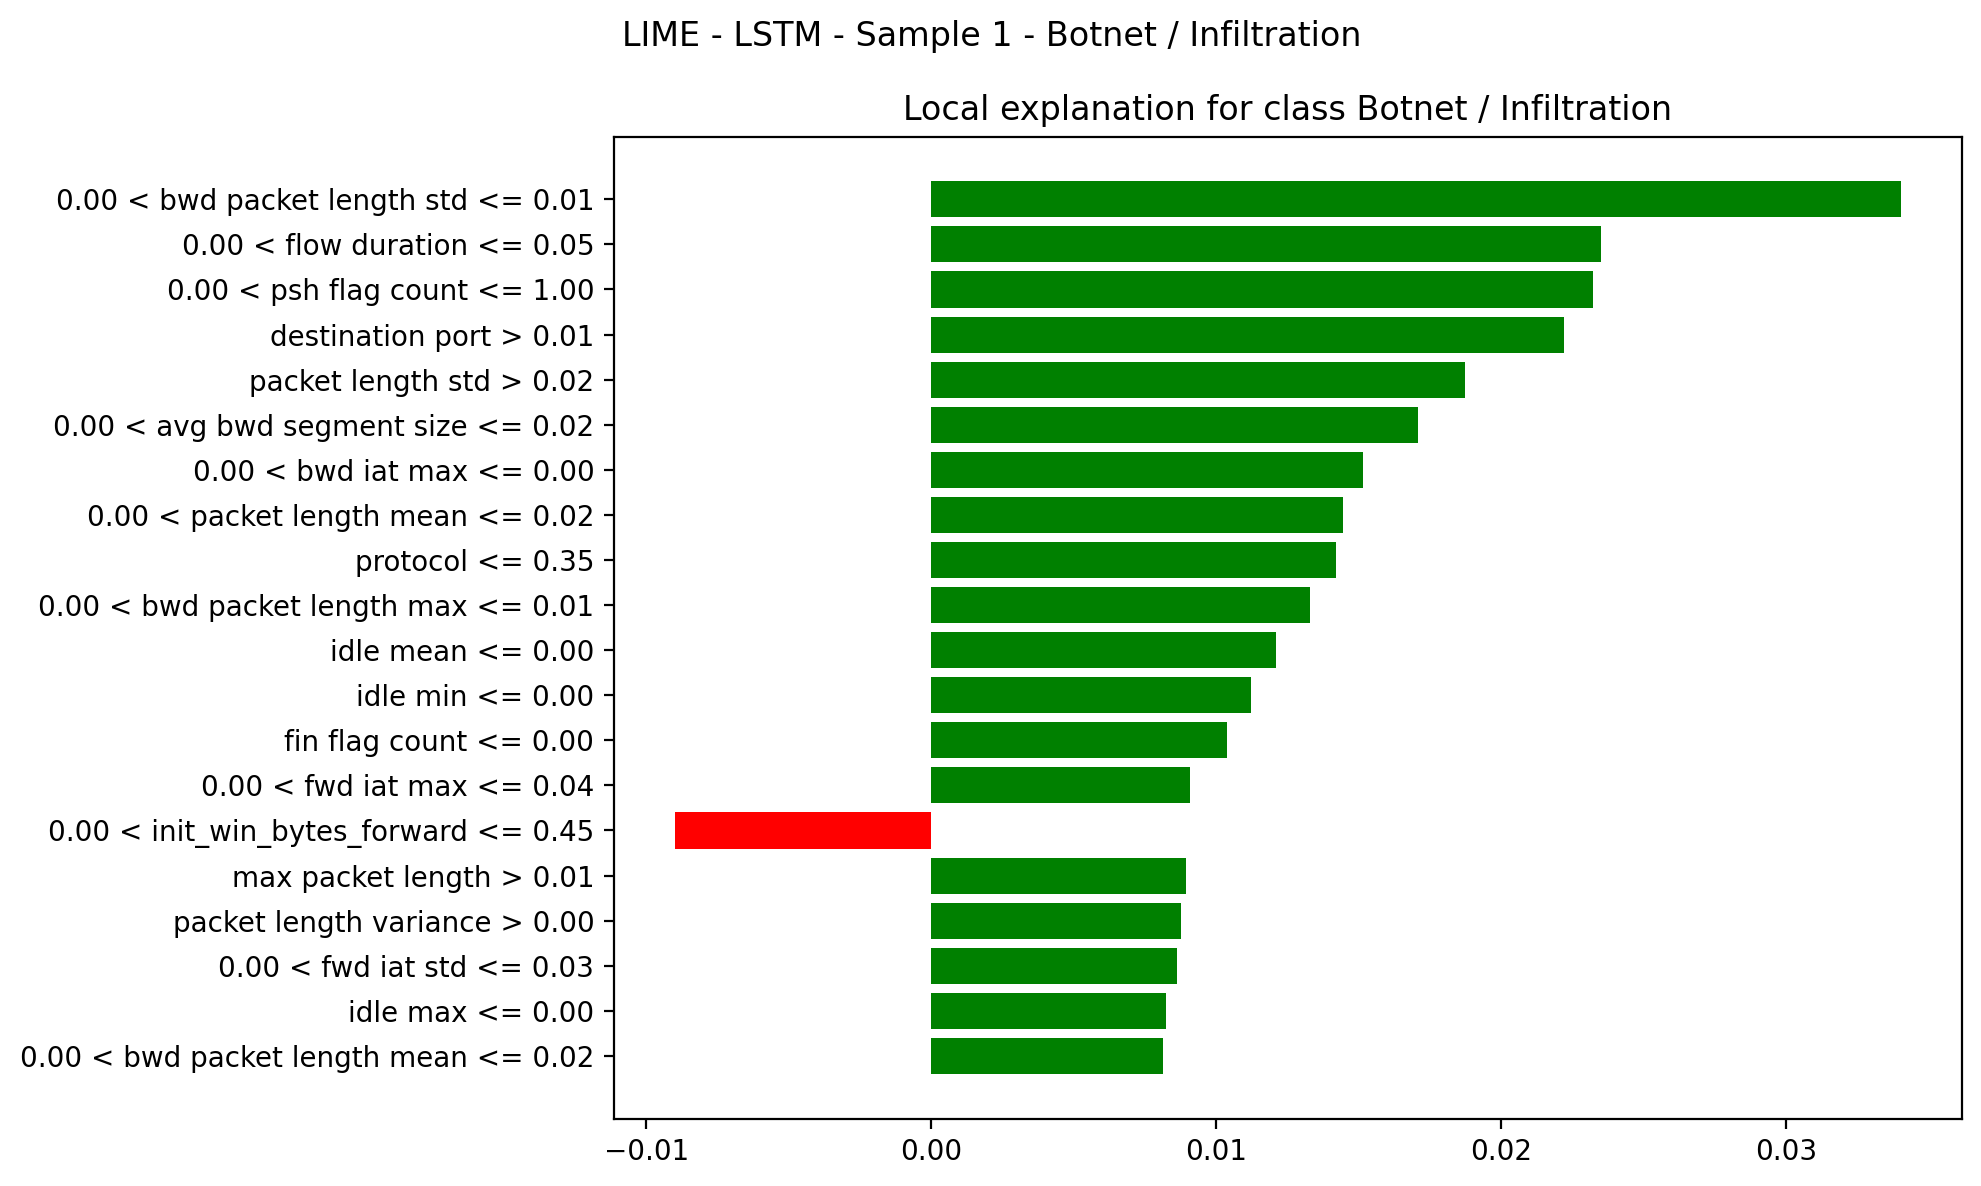 LIME - LSTM - Sample 1 - Botnet / Infiltration
Local explanation for class Botnet / Infiltration
0.00 < bwd packet length std <= 0.01
0.00 < flow duration <= 0.05
0.00 < psh flag count <= 1.00
destination port > 0.01
packet length std > 0.02
0.00 < avg bwd segment size <= 0.02
0.00 < bwd iat max <= 0.00
0.00 < packet length mean <= 0.02
protocol <= 0.35
0.00 < bwd packet length max <= 0.01
idle mean <= 0.00
idle min <= 0.00
fin flag count <= 0.00
0.00 < fwd iat max <= 0.04
0.00 < init_win_bytes_forward <= 0.45
max packet length > 0.01
packet length variance > 0.00
0.00 < fwd iat std <= 0.03
idle max <= 0.00
0.00 < bwd packet length mean <= 0.02
−0.01 0.00 0.01 0.02 0.03